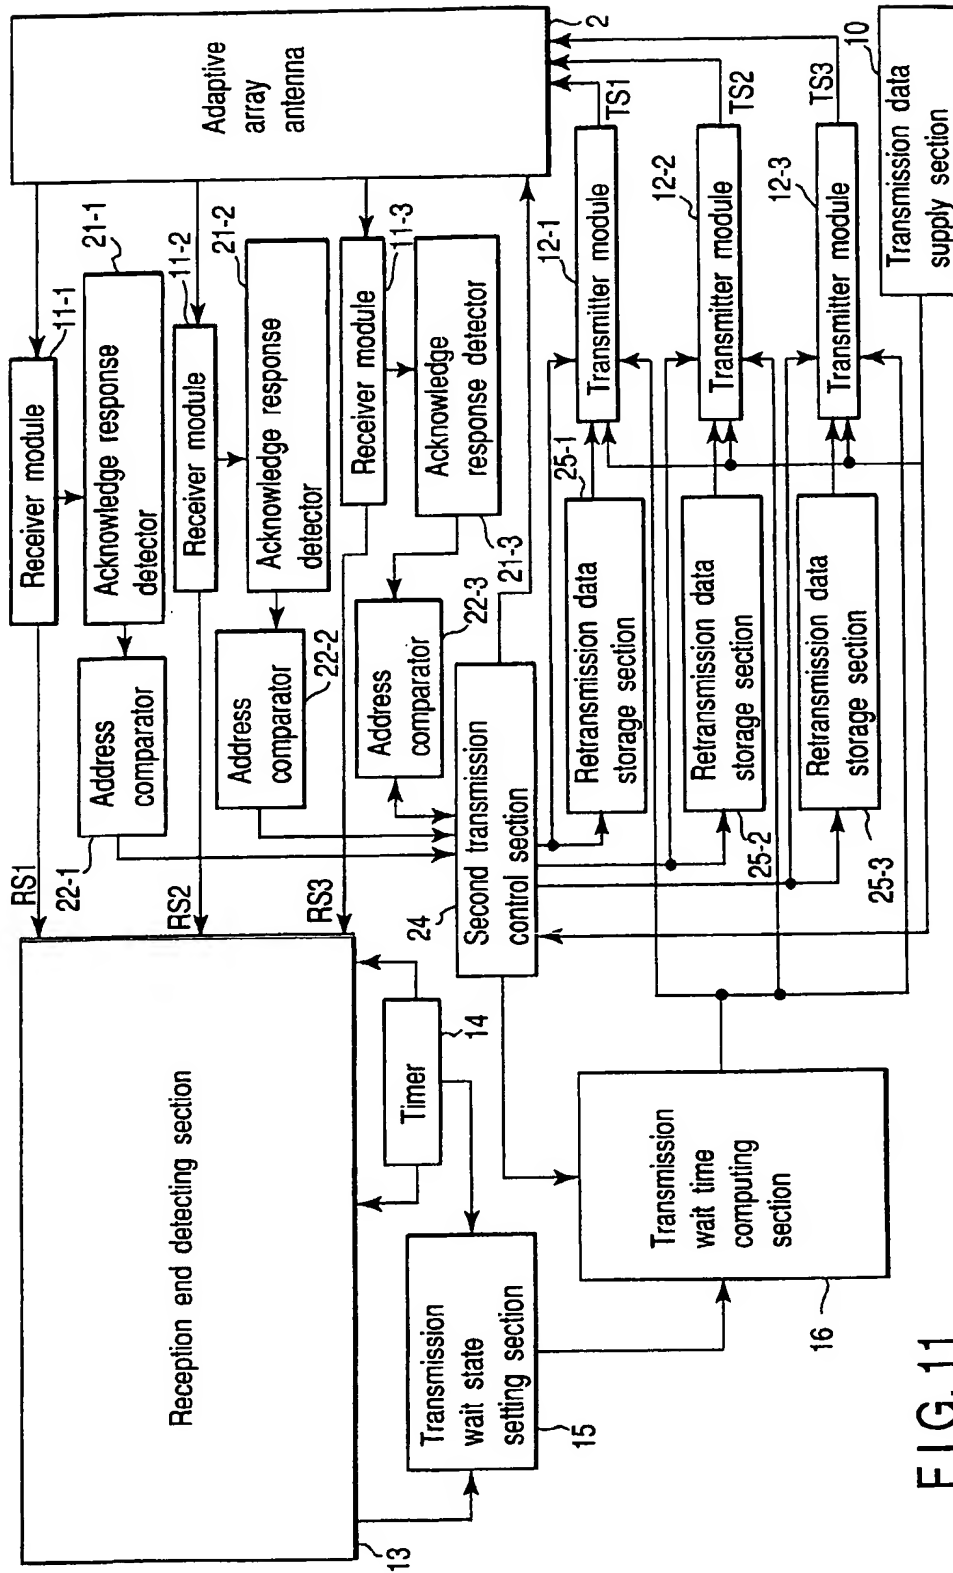 Adaptive
array
antenna
2
Receiver module
11-1
Acknowledge response
detector
21-1
Address
comparator
22-1
RS1
Receiver module
11-2
Acknowledge response
detector
21-2
Address
comparator
22-2
RS2
Receiver module
11-3
Acknowledge
response detector
21-3
Address
comparator
22-3
RS3
Reception end detecting section
13
Timer
14
Transmission
wait state
setting section
15
Transmission
wait time
computing
section
16
Second transmission
control section
24
Retransmission data
storage section
25-1
Retransmission data
storage section
25-2
Retransmission data
storage section
25-3
Transmitter module
12-1
TS1
Transmitter module
12-2
TS2
Transmitter module
12-3
TS3
Transmission data
supply section
10
FIG. 11